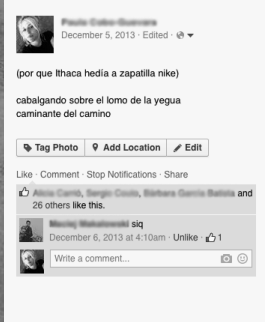 December 5, 2013 · Edited ·
(por que Ithaca hedía a zapatilla nike)
cabalgando sobre el lomo de la yegua
caminante del camino
Tag Photo Add Location Edit
Like · Comment · Stop Notifications · Share
and
26 others like this.
siq
December 6, 2013 at 4:10am · Unlike · 1
Write a comment...